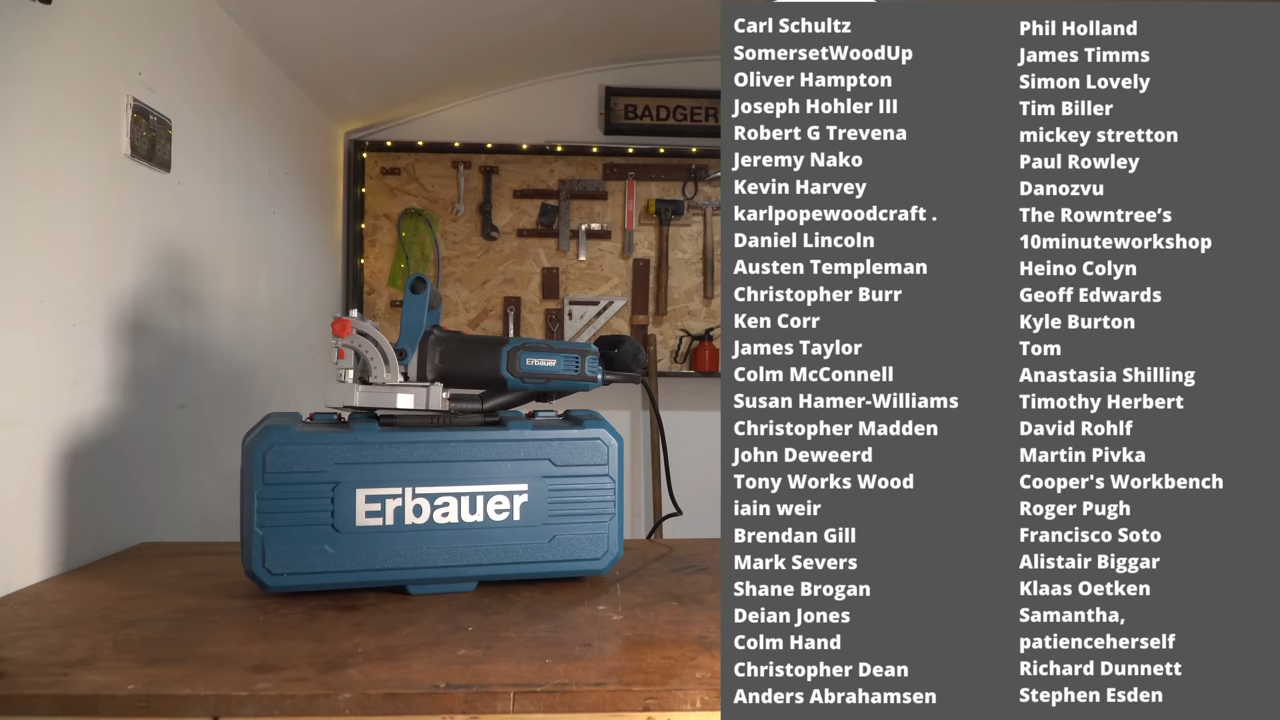 BADGER
Erbauer
Erbauer
Carl Schultz
SomersetWoodUp
Oliver Hampton
Joseph Hohler III
Robert G Trevena
Jeremy Nako
Kevin Harvey
karlpopewoodcraft .
Daniel Lincoln
Austen Templeman
Christopher Burr
Ken Corr
James Taylor
Colm McConnell
Susan Hamer-Williams
Christopher Madden
John Deweerd
Tony Works Wood
iain weir
Brendan Gill
Mark Severs
Shane Brogan
Deian Jones
Colm Hand
Christopher Dean
Anders Abrahamsen
Phil Holland
James Timms
Simon Lovely
Tim Biller
mickey stretton
Paul Rowley
Danozvu
The Rowntree’s
10minuteworkshop
Heino Colyn
Geoff Edwards
Kyle Burton
Tom
Anastasia Shilling
Timothy Herbert
David Rohlf
Martin Pivka
Cooper's Workbench
Roger Pugh
Francisco Soto
Alistair Biggar
Klaas Oetken
Samantha,
patienceherself
Richard Dunnett
Stephen Esden